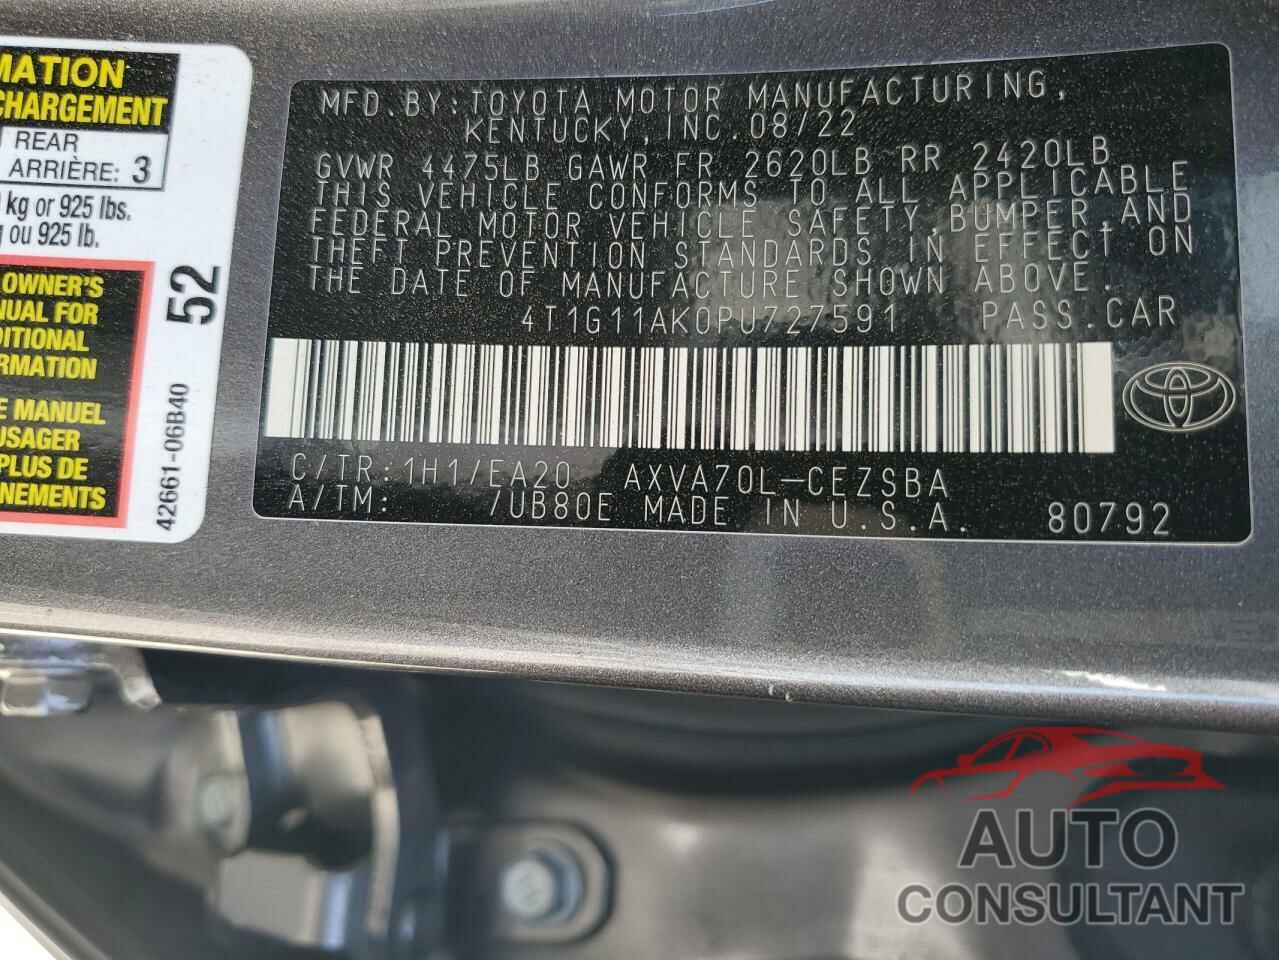 MATION
CHARGEMENT
REAR
ARRIÈRE: 3
kg or 925 lbs.
ou 925 lb.
OWNER'S
NUAL FOR
DITIONAL
ORMATION
E MANUEL
USAGER
PLUS DE
GNEMENTS
52
42661-06B40
MFD.BY:TOYOTA MOTOR MANUFACTURING,
KENTUCKY,INC.08/22
GVWR 4475LB GAWR FR 2620LB RR 2420LB
THIS VEHICLE CONFORMS TO ALL APPLICABLE
FEDERAL MOTOR VEHICLE SAFETY,BUMPER,AND
THEFT PREVENTION STANDARDS IN EFFECT ON
THE DATE OF MANUFACTURE SHOWN ABOVE.
4T1G11AK0PU727591 PASS.CAR
C/TR:1H1/EA20 AXVA70L-CEZSBA
A/TM: /UB80E MADE IN U.S.A. 80792
AUTO
CONSULTANT